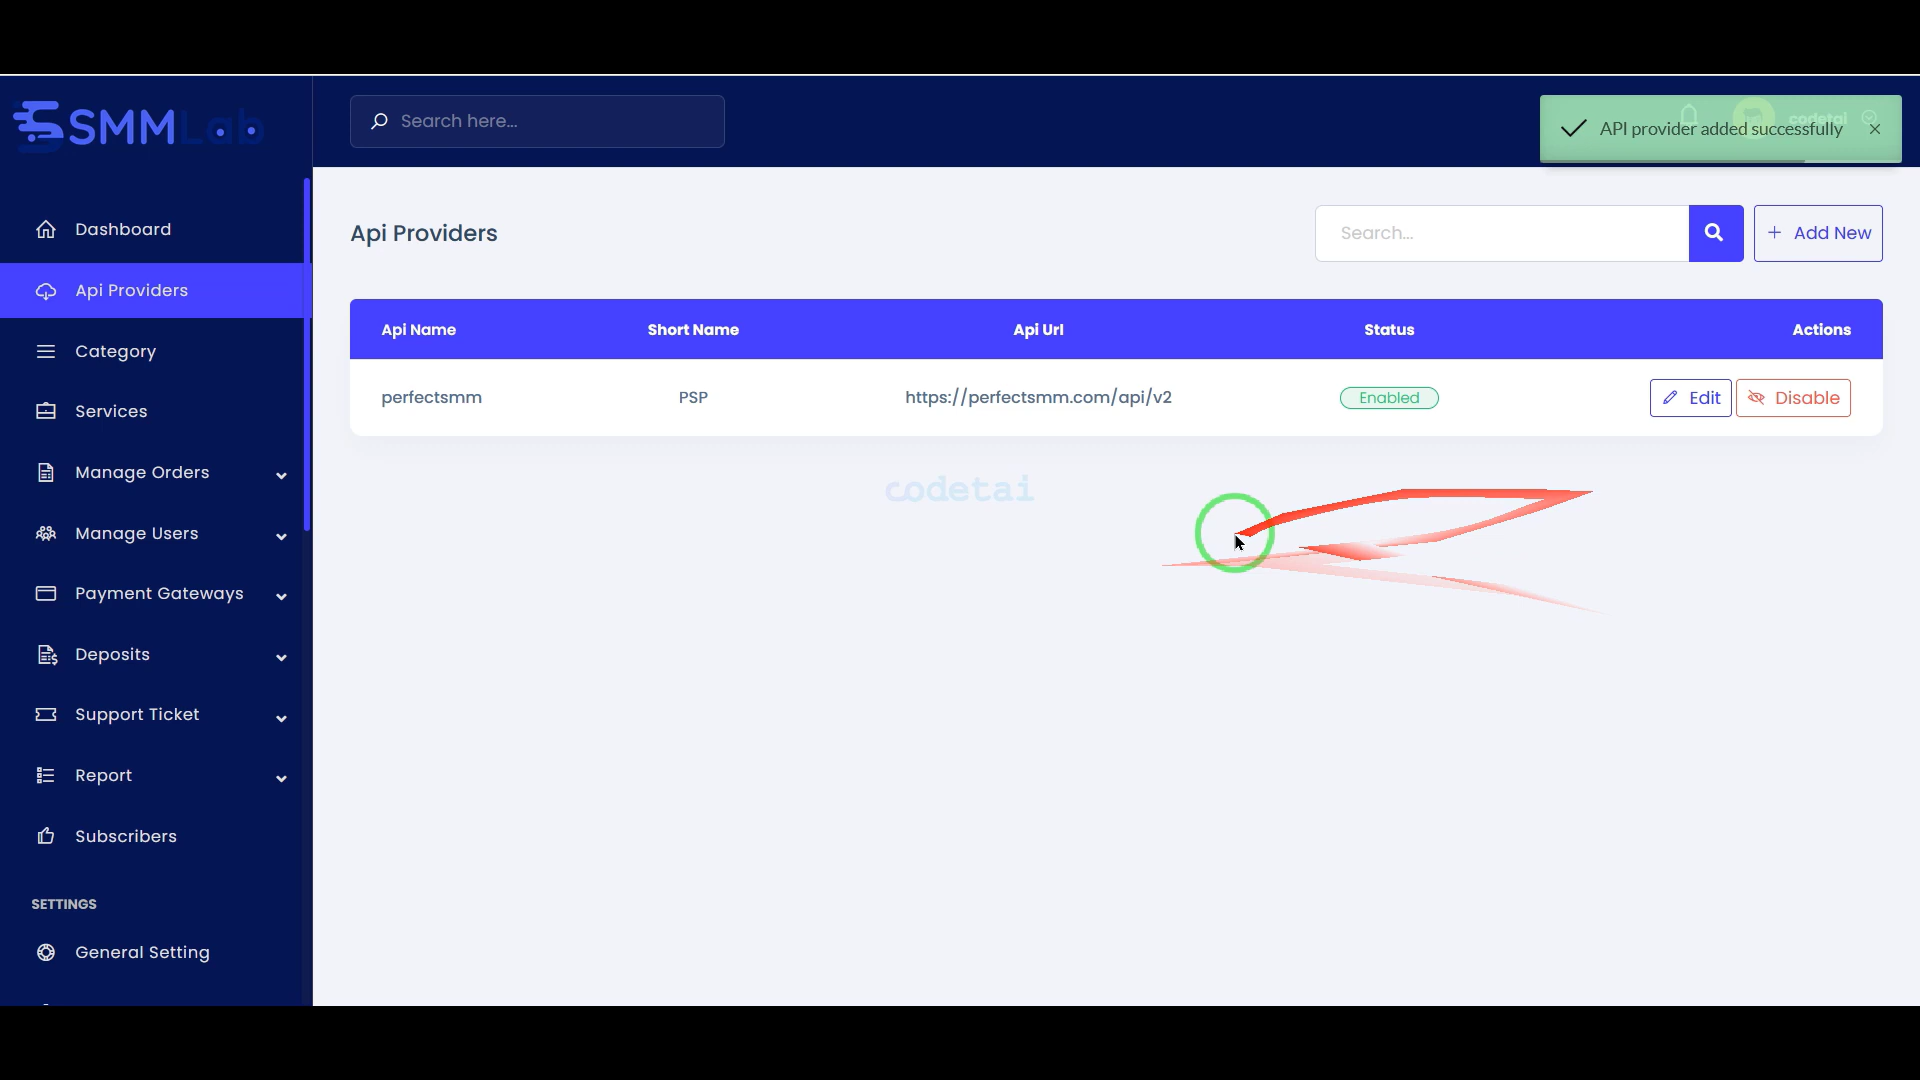 SSMMLab
Search here...
codetai
API provider added successfully
Dashboard
Api Providers
Category
Services
Manage Orders
Manage Users
Payment Gateways
Deposits
Support Ticket
Report
Subscribers
SETTINGS
General Setting
Api Providers
Search...
Add New
Api Name Short Name Api Url Status Actions
perfectsmm PSP https://perfectsmm.com/api/v2 Enabled Edit Disable
codetai